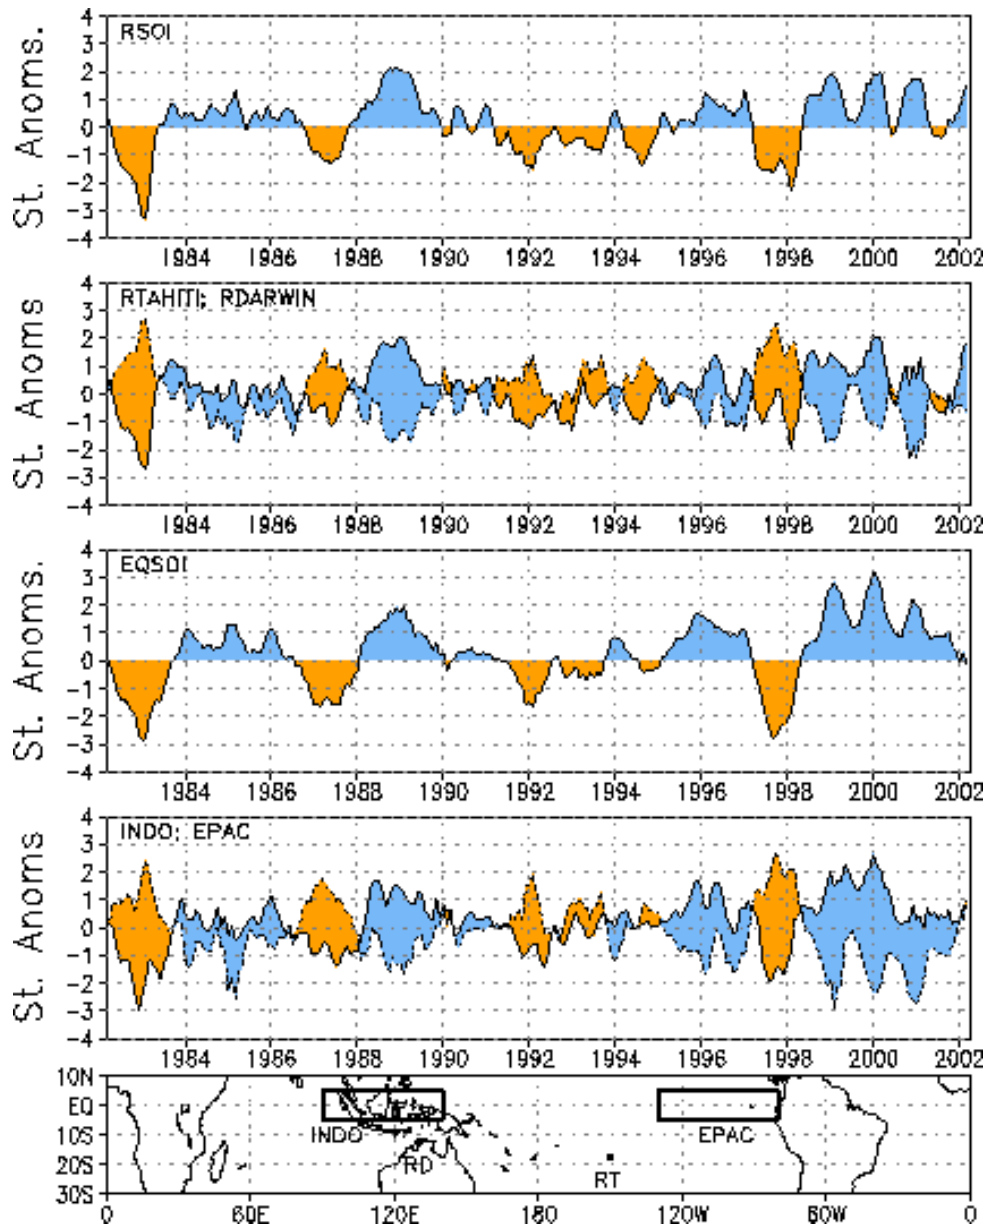 RSOI
St. Anoms.
4
3
2
1
0
-1
-2
-3
-4
1984 1986 1988 1990 1992 1994 1996 1998 2000 2002
RTAHITI; RDARWIN
St. Anoms
4
3
2
1
0
-1
-2
-3
-4
1984 1986 1988 1990 1992 1994 1996 1998 2000 2002
EQSOI
St. Anoms.
4
3
2
1
0
-1
-2
-3
-4
1984 1986 1988 1990 1992 1994 1996 1998 2000 2002
INDO; EPAC
St. Anoms
4
3
2
1
0
-1
-2
-3
-4
1984 1986 1988 1990 1992 1994 1996 1998 2000 2002
10N
EQ
10S
20S
30S
INDO EPAC
RD
RT
0 60E 120E 180 120W 60W 0